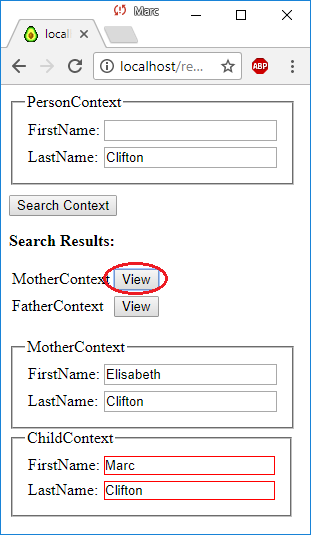 Marc
local
localhost/re...
ABP
PersonContext
FirstName:
LastName: Clifton
Search Context
Search Results:
MotherContext View
FatherContext View
MotherContext
FirstName: Elisabeth
LastName: Clifton
ChildContext
FirstName: Marc
LastName: Clifton